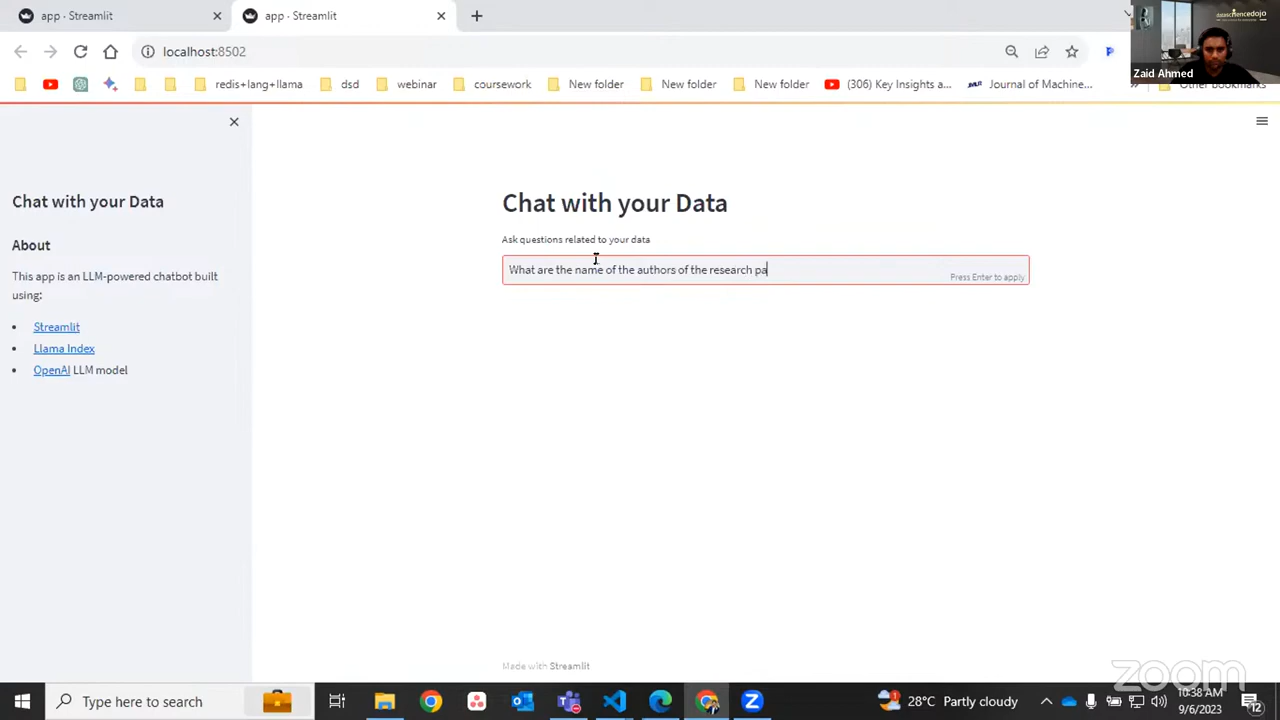 app · Streamlit
app · Streamlit
localhost:8502
redis+lang+llama
dsd
webinar
coursework
New folder
New folder
New folder
(306) Key Insights a...
Journal of Machine...
Other bookmarks
datasciencedojo
Zaid Ahmed
Chat with your Data
About
This app is an LLM-powered chatbot built
using:
Streamlit
Llama Index
OpenAI LLM model
Chat with your Data
Ask questions related to your data
What are the name of the authors of the research pa
Press Enter to apply
Made with Streamlit
zoom
Type here to search
28°C Partly cloudy
10:38 AM
9/6/2023
12